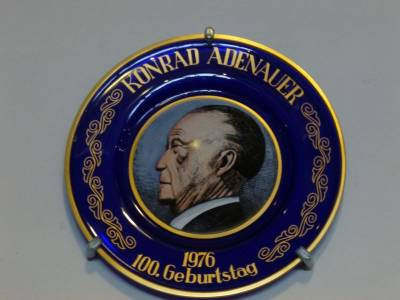 KONRAD ADENAUER
1976
100. Geburtstag